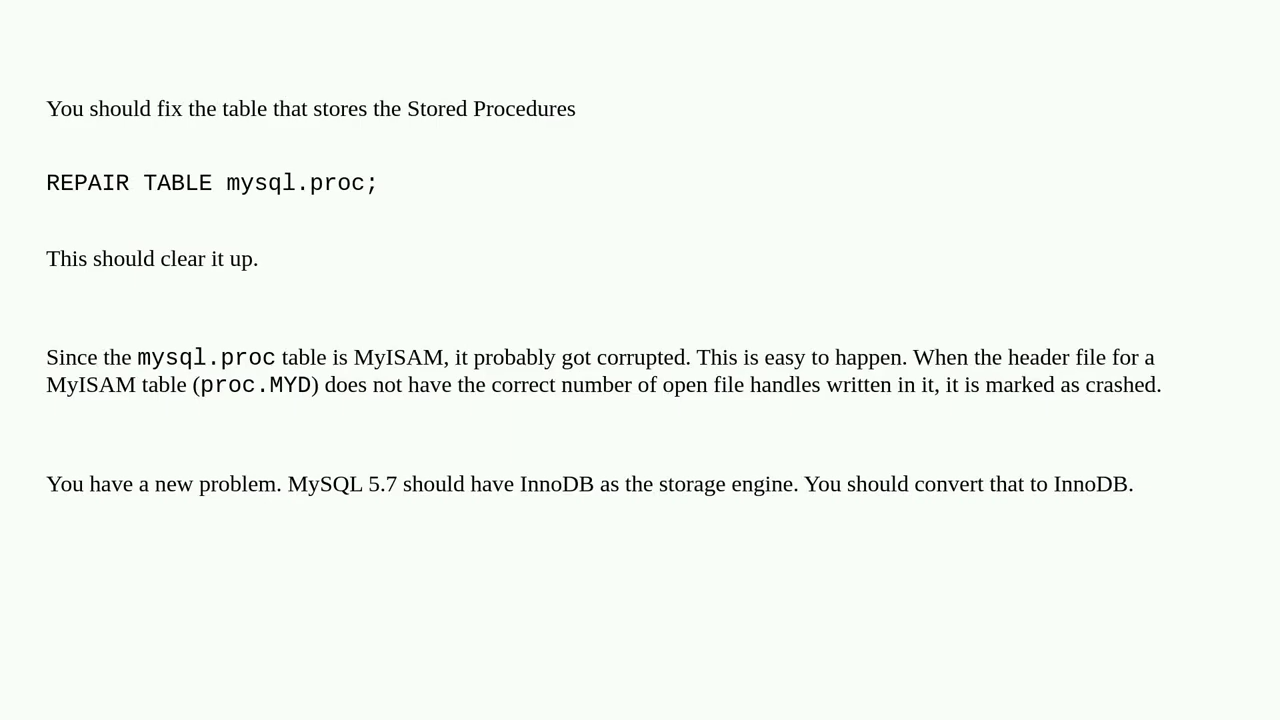 You should fix the table that stores the Stored Procedures
REPAIR TABLE mysql.proc;
This should clear it up.
Since the mysql.proc table is MyISAM, it probably got corrupted. This is easy to happen. When the header file for a
MyISAM table (proc.MYD) does not have the correct number of open file handles written in it, it is marked as crashed.
You have a new problem. MySQL 5.7 should have InnoDB as the storage engine. You should convert that to InnoDB.